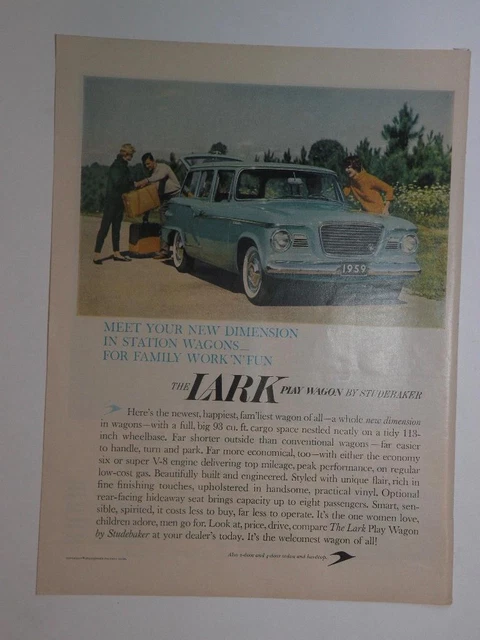 1959
MEET YOUR NEW DIMENSION
IN STATION WAGONS—
FOR FAMILY WORK 'N' FUN
THE LARK PLAY WAGON BY STUDEBAKER
Here's the newest, happiest, fam'liest wagon of all—a whole new dimension
in wagons—with a full, big 93 cu. ft. cargo space nestled neatly on a tidy 113-
inch wheelbase. Far shorter outside than conventional wagons—far easier
to handle, turn and park. Far more economical, too—with either the economy
six or super V-8 engine delivering top mileage, peak performance, on regular
low-cost gas. Beautifully built and engineered. Styled with unique flair, rich in
fine finishing touches, upholstered in handsome, practical vinyl. Optional
rear-facing hideaway seat brings capacity up to eight passengers. Smart, sen-
sible, spirited, it costs less to buy, far less to operate. It's the one women love,
children adore, men go for. Look at, price, drive, compare The Lark Play Wagon
by Studebaker at your dealer's today. It's the welcomest wagon of all!
Also 2-door and 4-door sedans and hardtop.